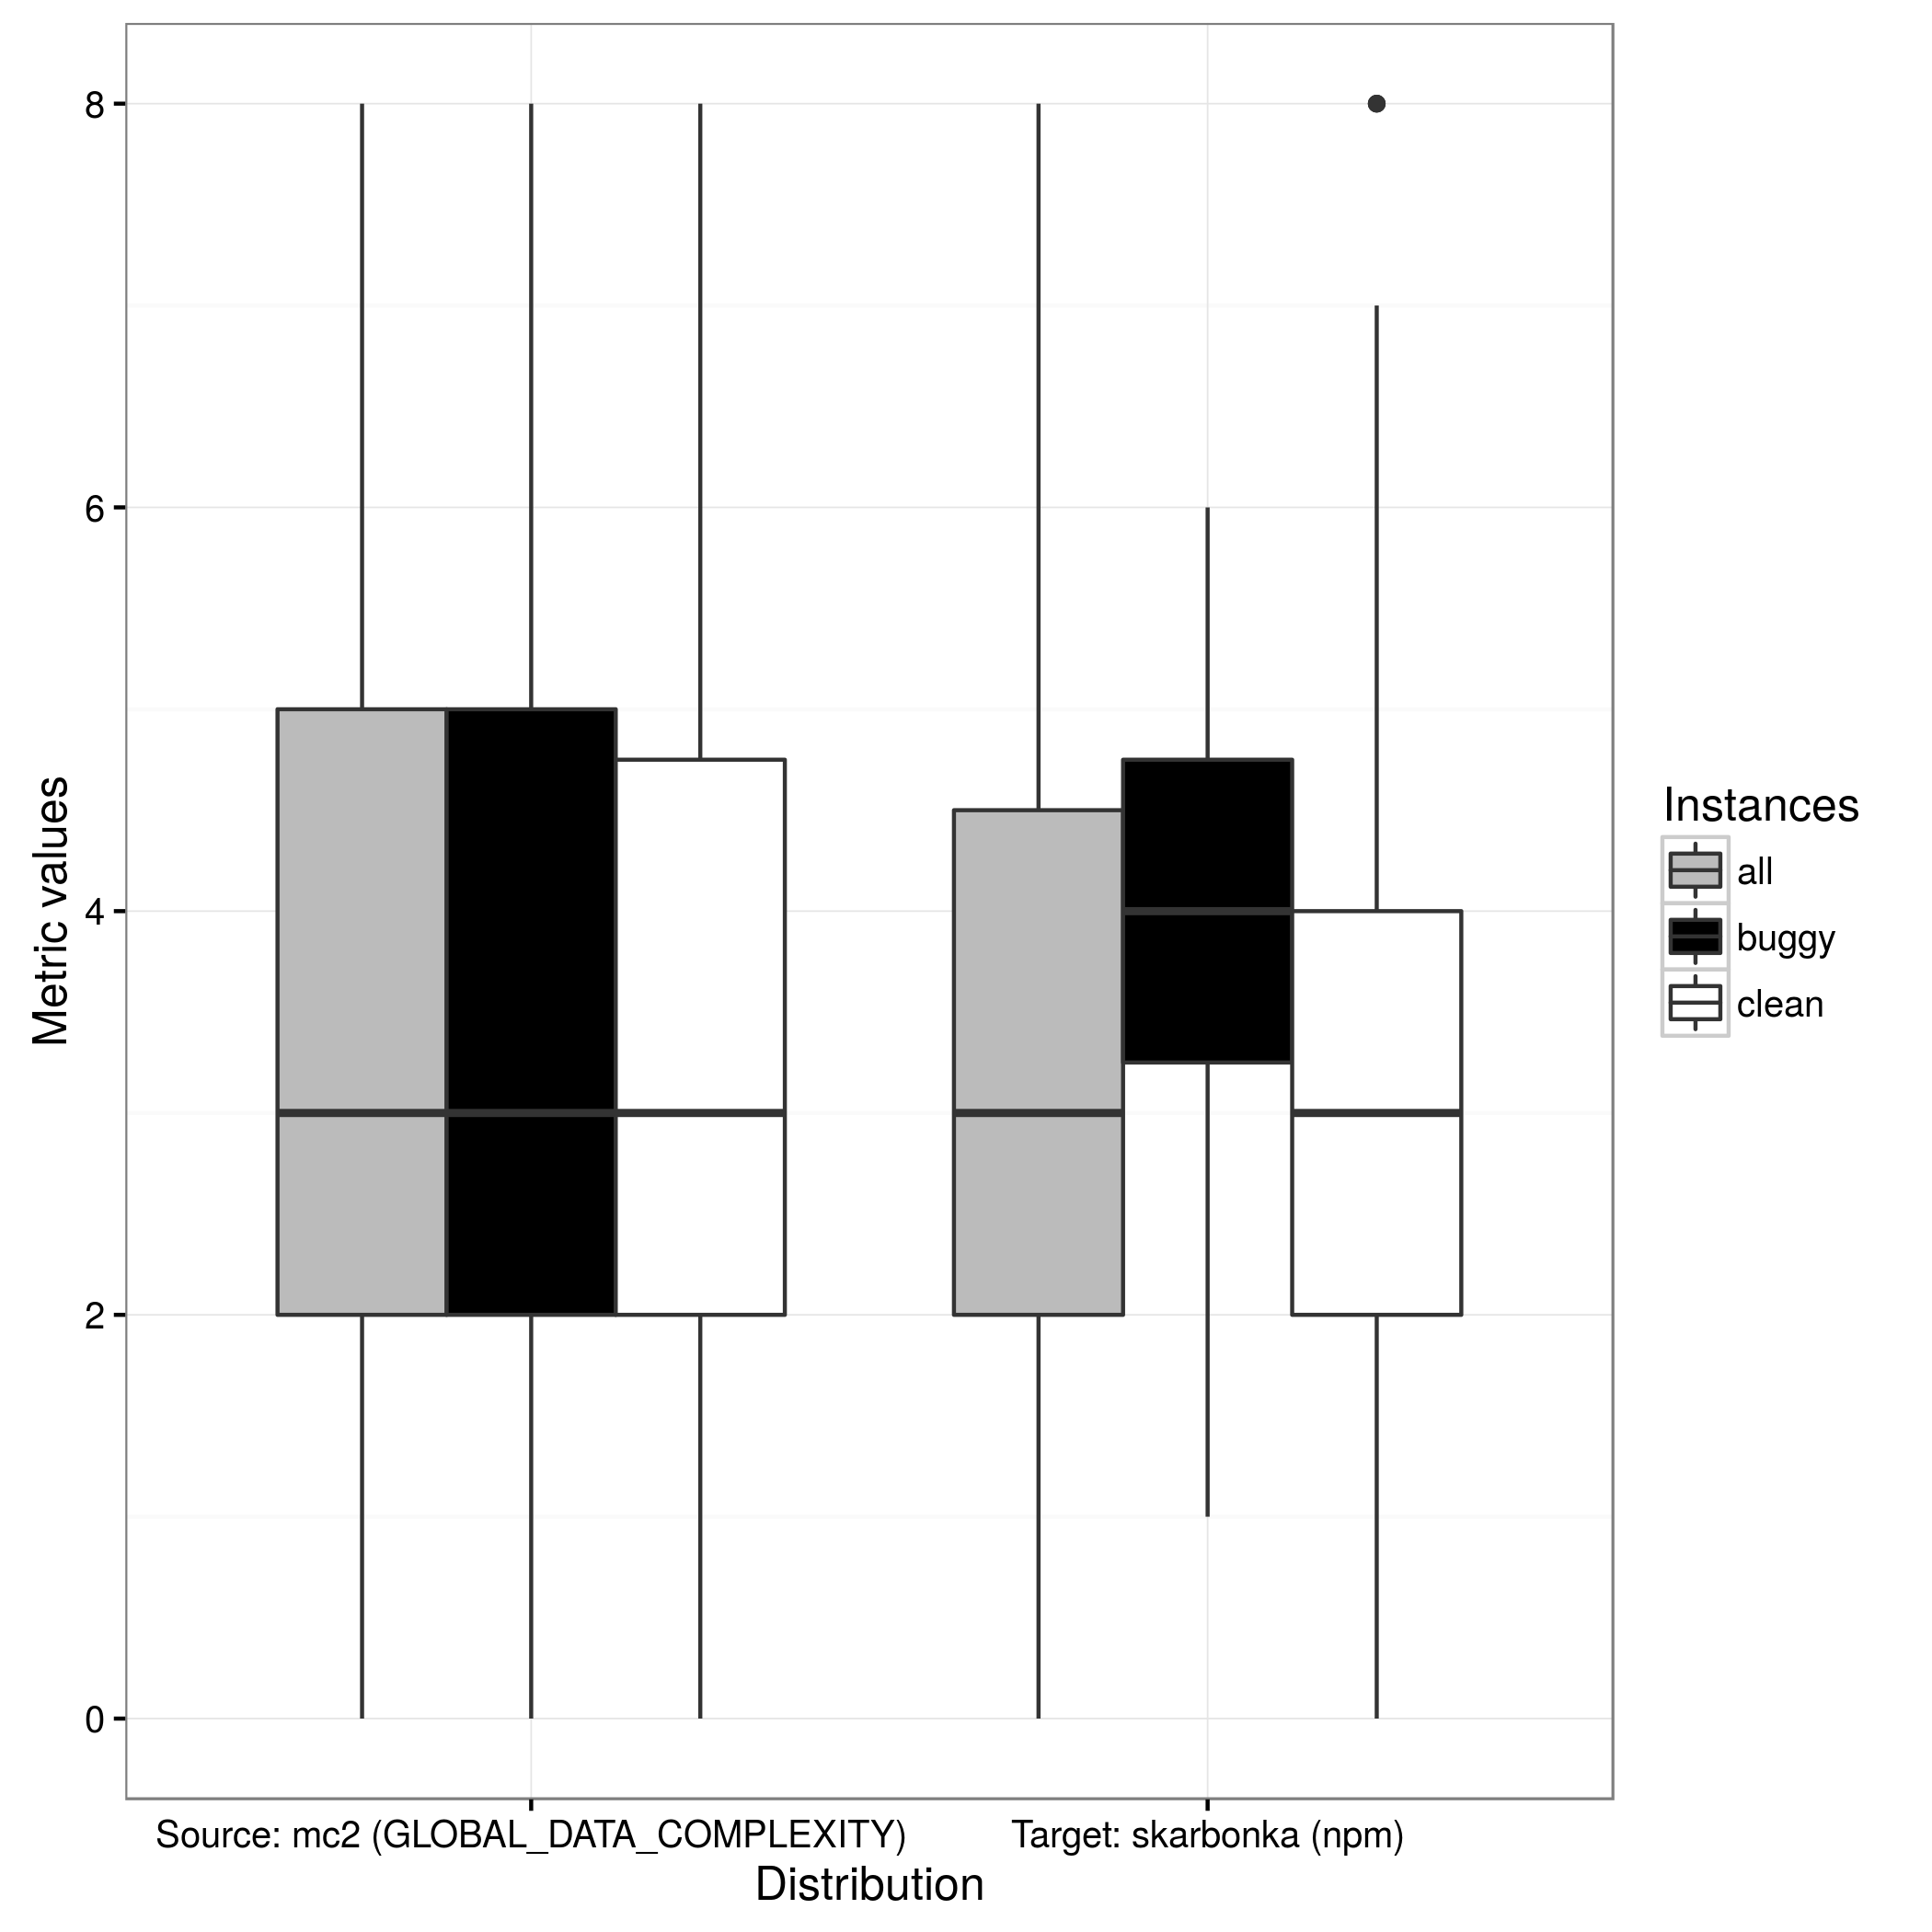 8
6
4
2
0
Metric values
Source: mc2 (GLOBAL_DATA_COMPLEXITY)
Target: skarbonka (npm)
Distribution
Instances
all
buggy
clean